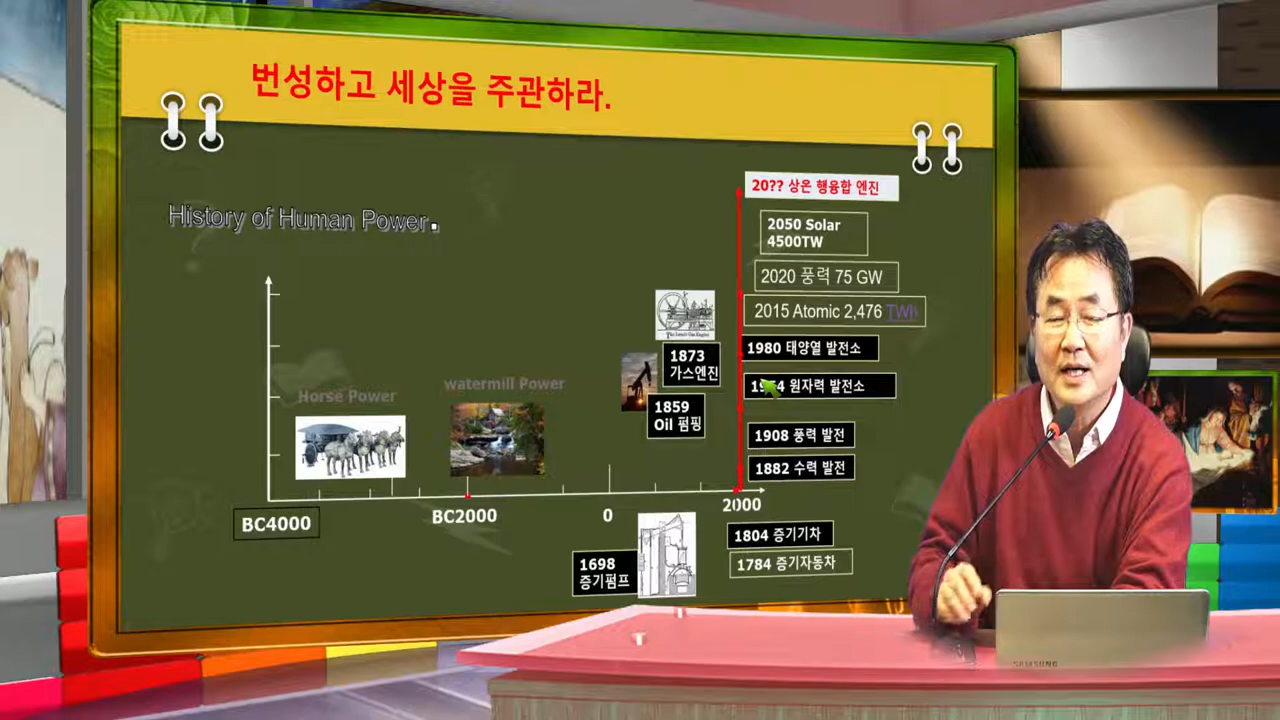 번성하고 세상을 주관하라.
History of Human Power.
20?? 상온 행융합 엔진
2050 Solar
4500TW
2020 풍력 75 GW
2015 Atomic 2,476
1980 태양열 발전소
원자력 발전소
1908 풍력 발전
1882 수력 발전
1873
가스엔진
1859
Oil 펌핑
Horse Power
watermill Power
BC4000
BC2000
0
2000
1698
증기펌프
1804 증기기차
1784 증기자동차
SAMSUNG